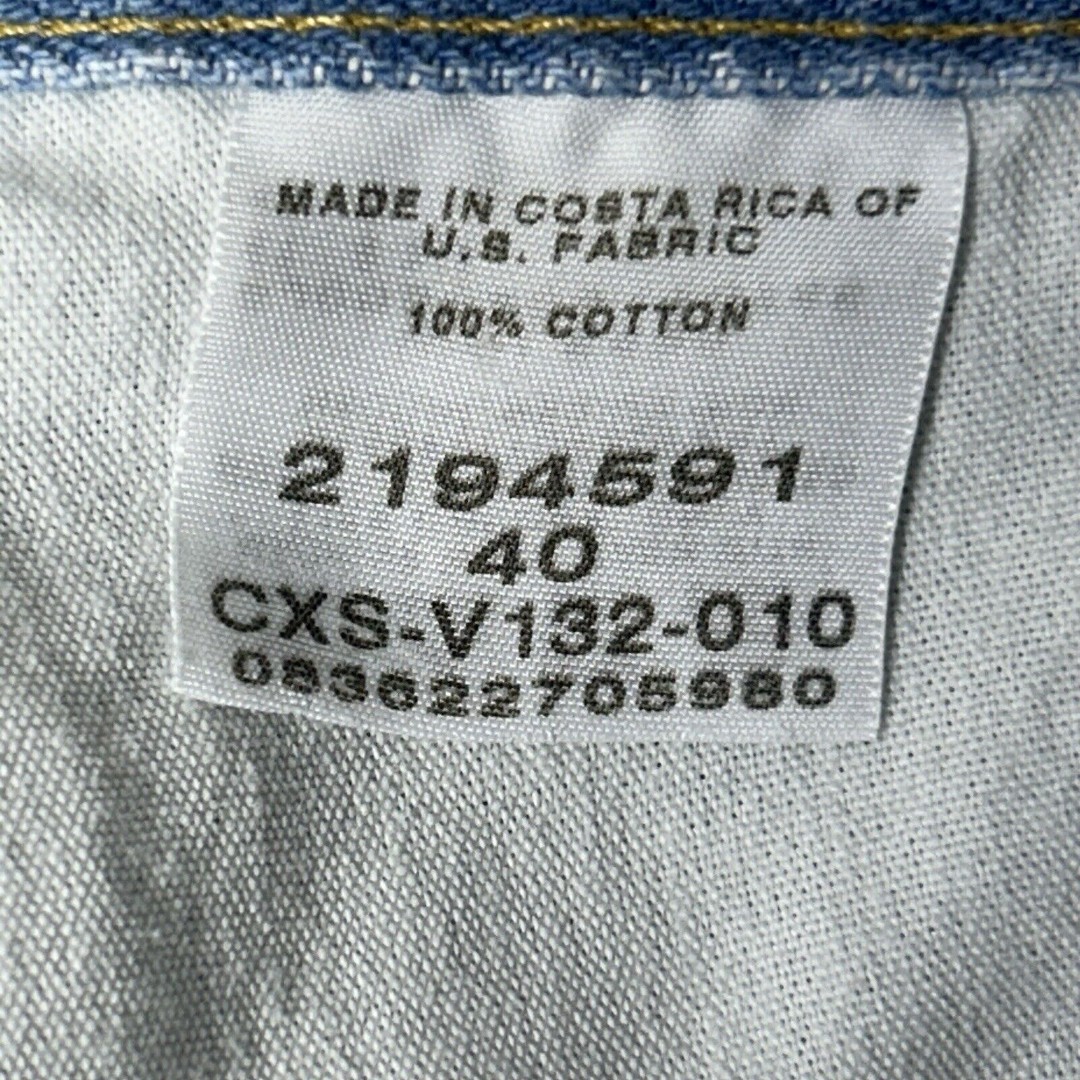 MADE IN COSTA RICA OF
U.S. FABRIC
100% COTTON
2194591
40
CXS-V132-010
083622705980